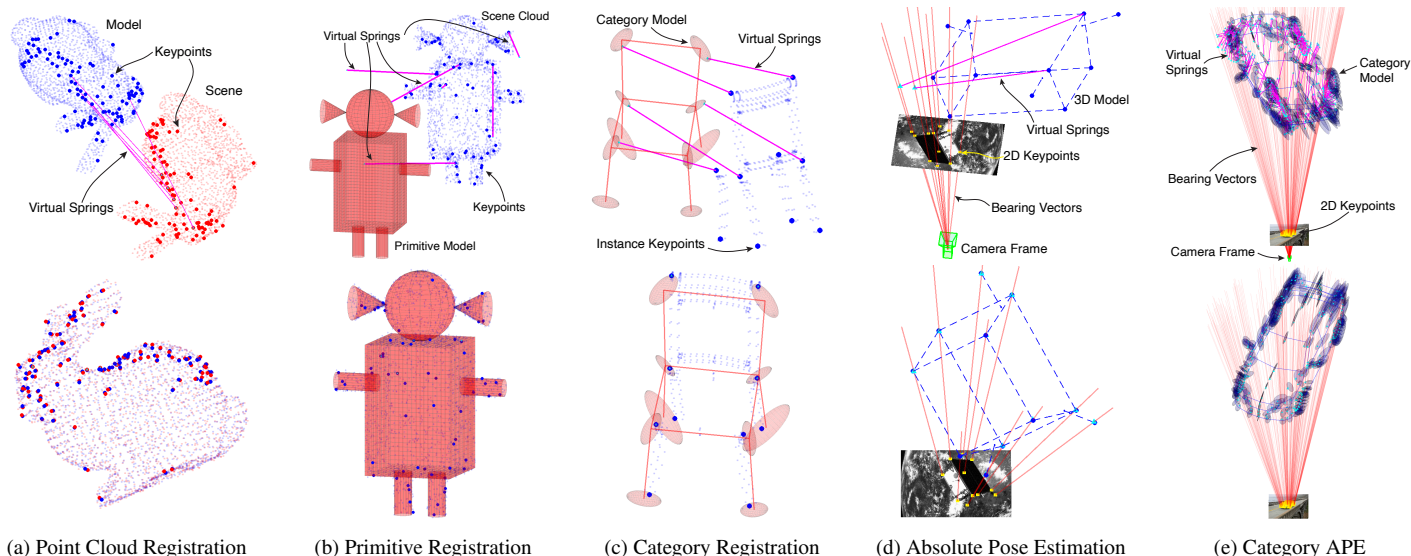 Model
Keypoints
Scene
Virtual Springs
Scene Cloud
Virtual Springs
Keypoints
Primitive Model
Category Model
Virtual Springs
Instance Keypoints
3D Model
Virtual Springs
2D Keypoints
Bearing Vectors
Camera Frame
Virtual
Springs
Category
Model
Bearing Vectors
2D Keypoints
Camera Frame
(a) Point Cloud Registration
(b) Primitive Registration
(c) Category Registration
(d) Absolute Pose Estimation
(e) Category APE